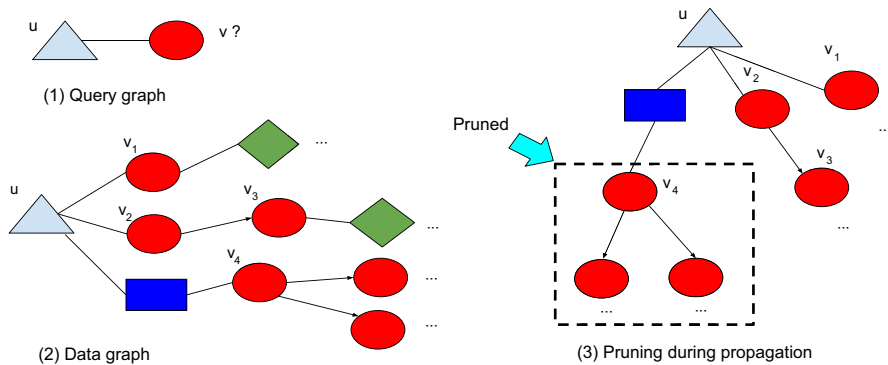 u
v ?
(1) Query graph
v1
...
u
v2
v3
...
v4
...
...
(2) Data graph
u
v1
v2
..
Pruned
v3
v4
...
...
...
(3) Pruning during propagation